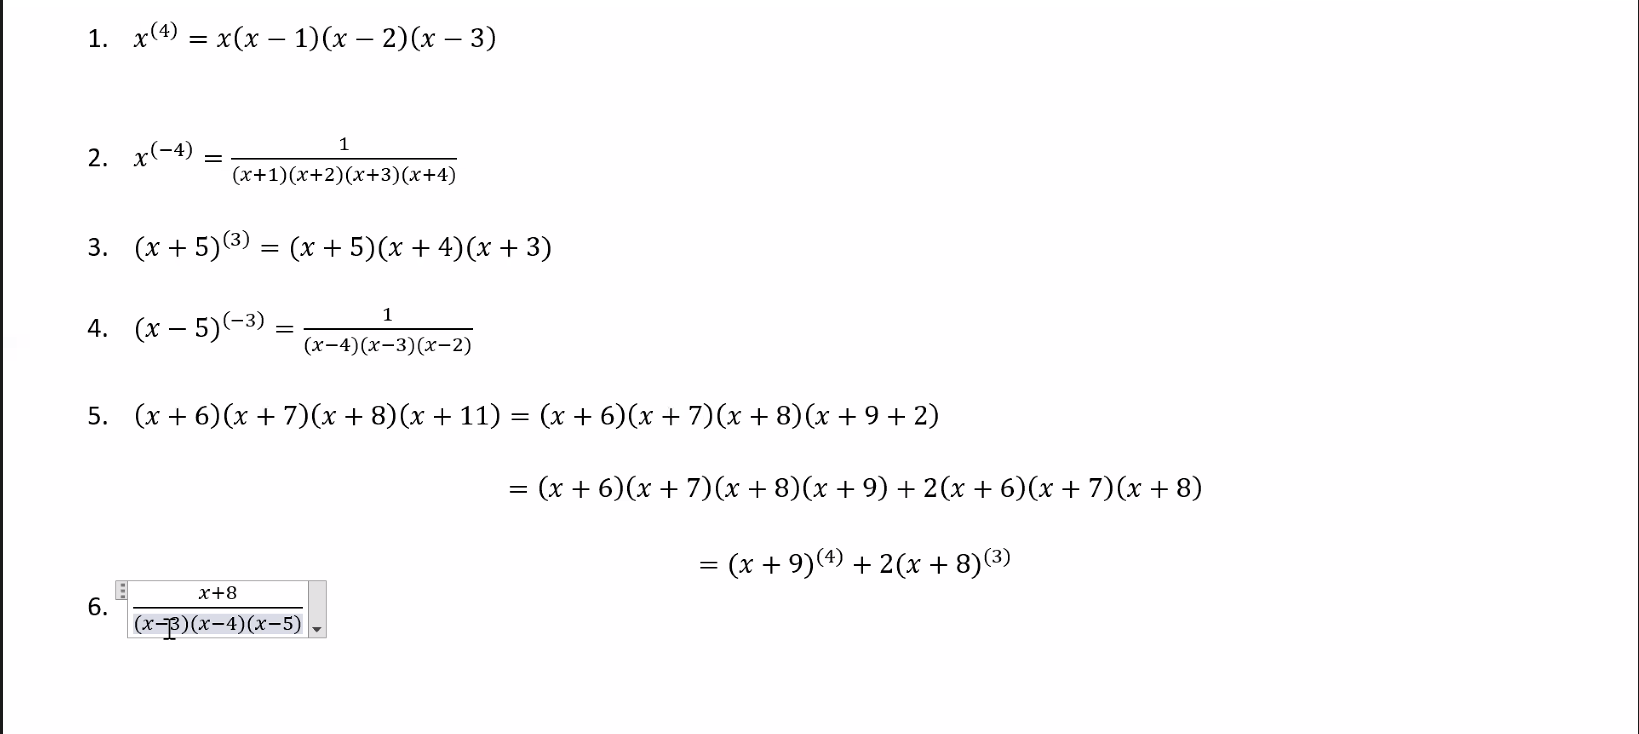 1. x^(4) = x(x − 1)(x − 2)(x − 3)
2. x^(−4) = 1/((x+1)(x+2)(x+3)(x+4))
3. (x + 5)^(3) = (x + 5)(x + 4)(x + 3)
4. (x − 5)^(−3) = 1/((x−4)(x−3)(x−2))
5. (x + 6)(x + 7)(x + 8)(x + 11) = (x + 6)(x + 7)(x + 8)(x + 9 + 2)
= (x + 6)(x + 7)(x + 8)(x + 9) + 2(x + 6)(x + 7)(x + 8)
= (x + 9)^(4) + 2(x + 8)^(3)
6. (x+8)/((x−3)(x−4)(x−5))